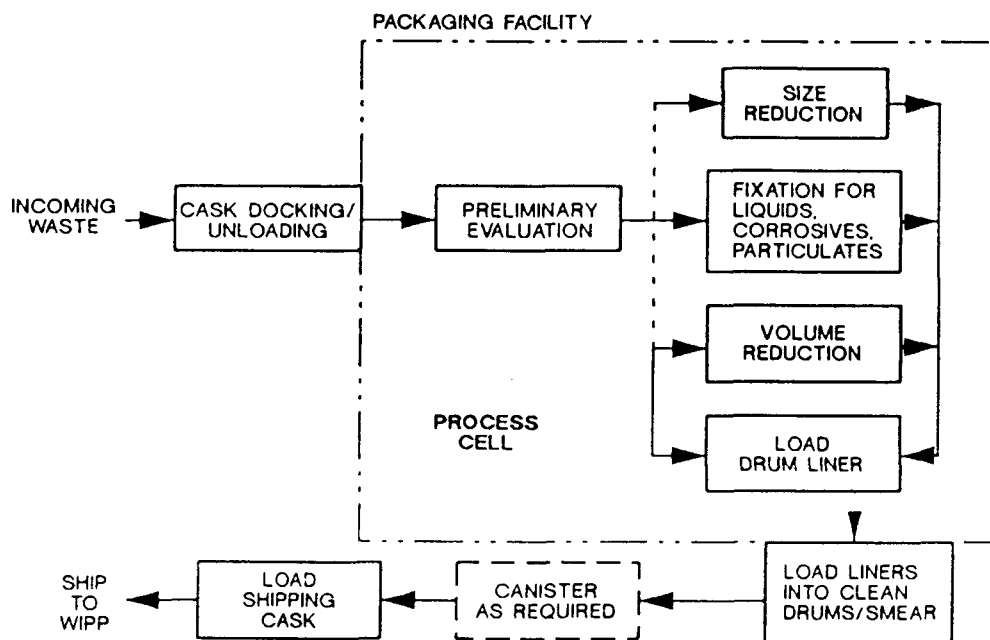 PACKAGING FACILITY
SIZE
REDUCTION
INCOMING
WASTE
CASK DOCKING/
UNLOADING
PRELIMINARY
EVALUATION
FIXATION FOR
LIQUIDS,
CORROSIVES,
PARTICULATES
VOLUME
REDUCTION
PROCESS
CELL
LOAD
DRUM LINER
SHIP
TO
WIPP
LOAD
SHIPPING
CASK
CANISTER
AS REQUIRED
LOAD LINERS
INTO CLEAN
DRUMS/SMEAR